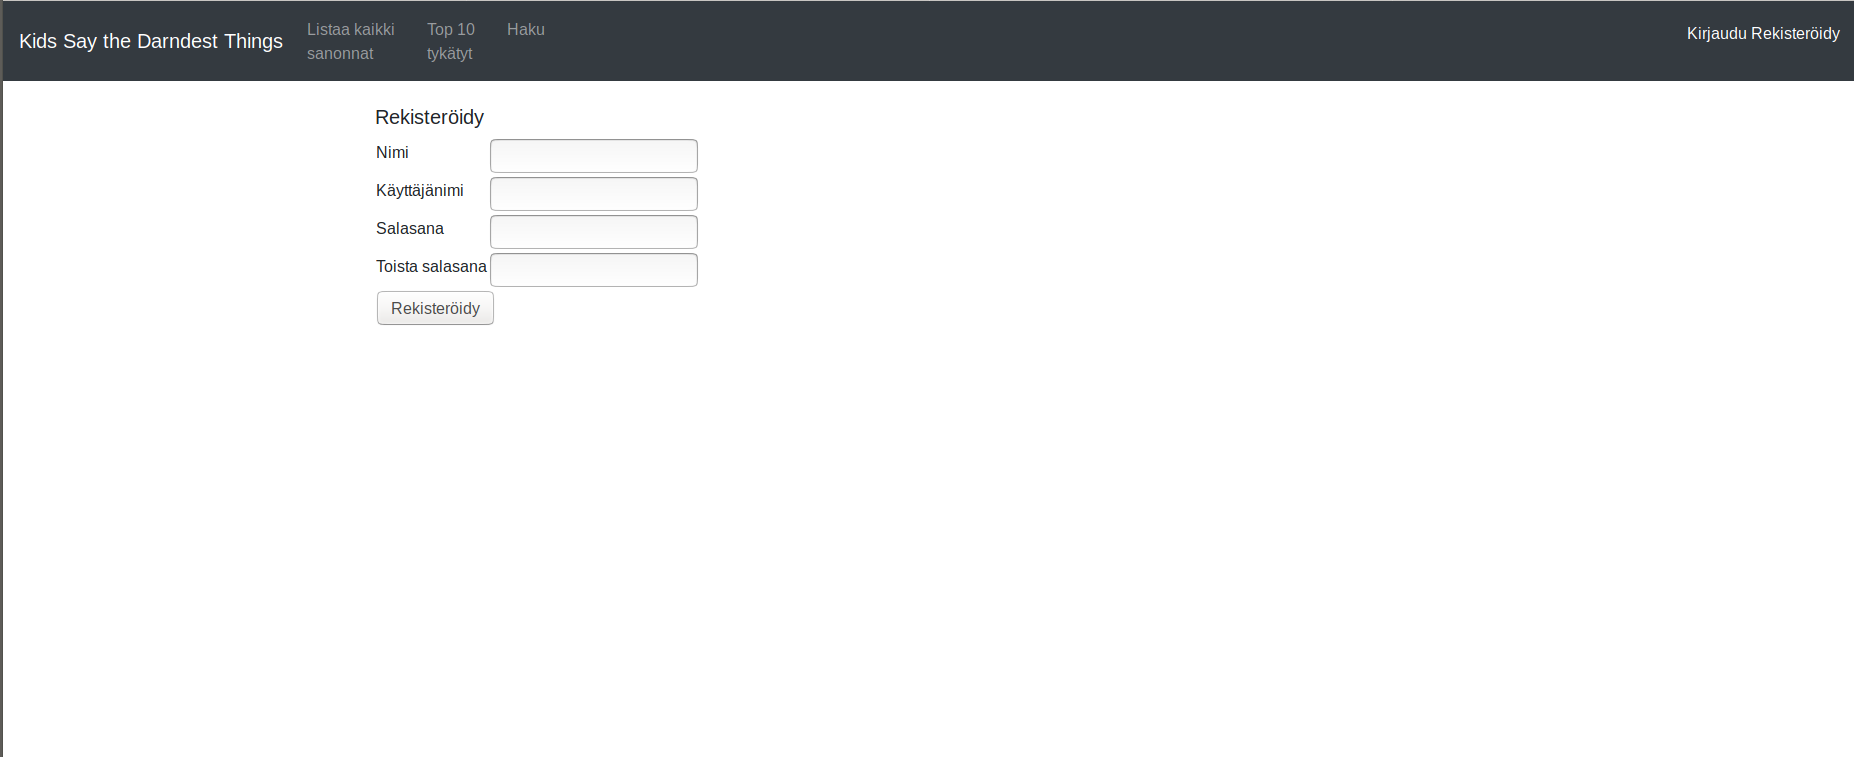 Kids Say the Darndest Things
Listaa kaikki
sanonnat
Top 10
tykätyt
Haku
Kirjaudu Rekisteröidy
Rekisteröidy
Nimi
Käyttäjänimi
Salasana
Toista salasana
Rekisteröidy